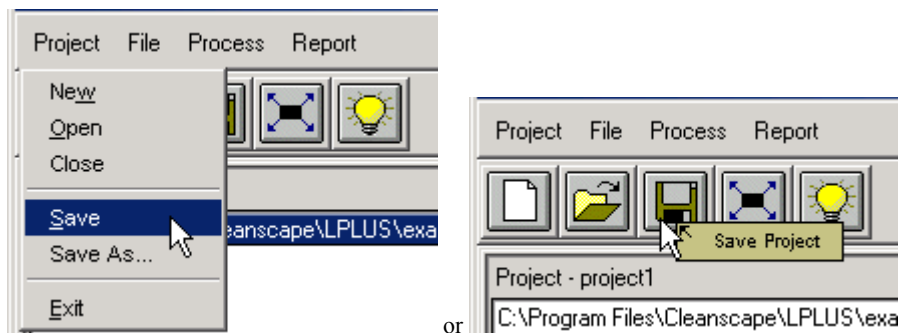 Project File Process Report
New
Open
Close
Save
Save As...
Exit
eanscape\LPLUS\exa
or
Project File Process Report
Save Project
Project - project1
C:\Program Files\Cleanscape\LPLUS\exa